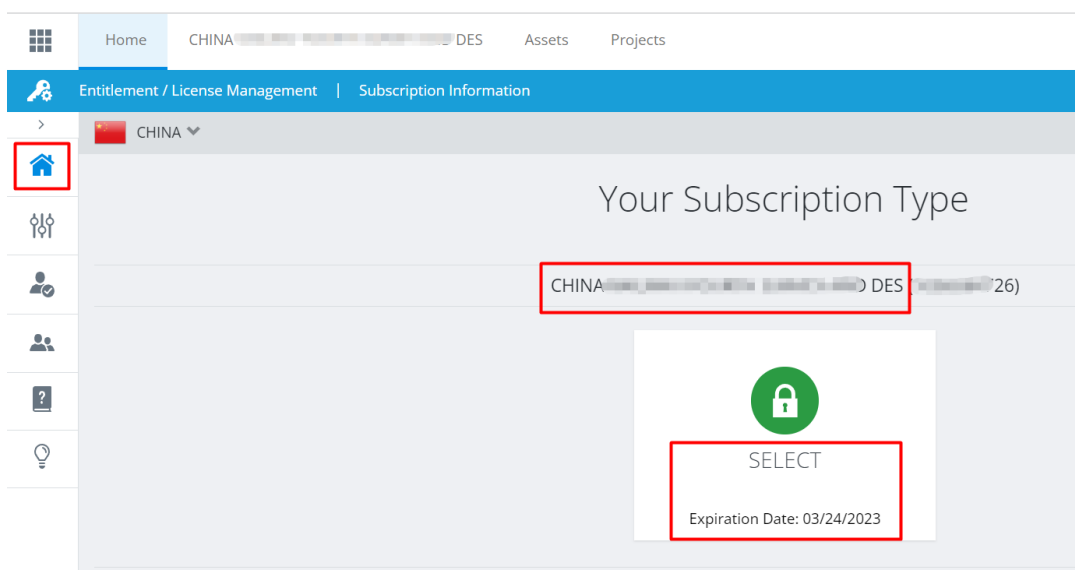 Home CHINA DES Assets Projects
Entitlement / License Management | Subscription Information
CHINA
Your Subscription Type
CHINA DES ( 26)
SELECT
Expiration Date: 03/24/2023